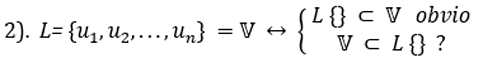 2). L= {u₁, u₂, . . . , uₙ} = 𝕍 ↔ { L {} ⊂ 𝕍 obvio
𝕍 ⊂ L {} ?